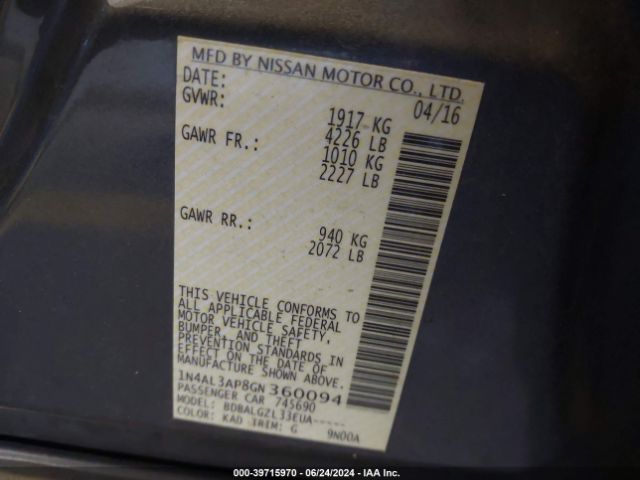 MFD BY NISSAN MOTOR CO., LTD.
DATE: 04/16
GVWR: 1917 KG
4226 LB
GAWR FR.: 1010 KG
2227 LB
GAWR RR.: 940 KG
2072 LB
THIS VEHICLE CONFORMS TO
ALL APPLICABLE FEDERAL
MOTOR VEHICLE SAFETY,
BUMPER, AND THEFT
PREVENTION STANDARDS IN
EFFECT ON THE DATE OF
MANUFACTURE SHOWN ABOVE.
1N4AL3AP8GN360094
PASSENGER CAR 745690
MODEL: BDBALGZL33EUA-----
COLOR: KAD TRIM: G 9N00A
000-39715970 | 06/24/2024 | IAA Inc.